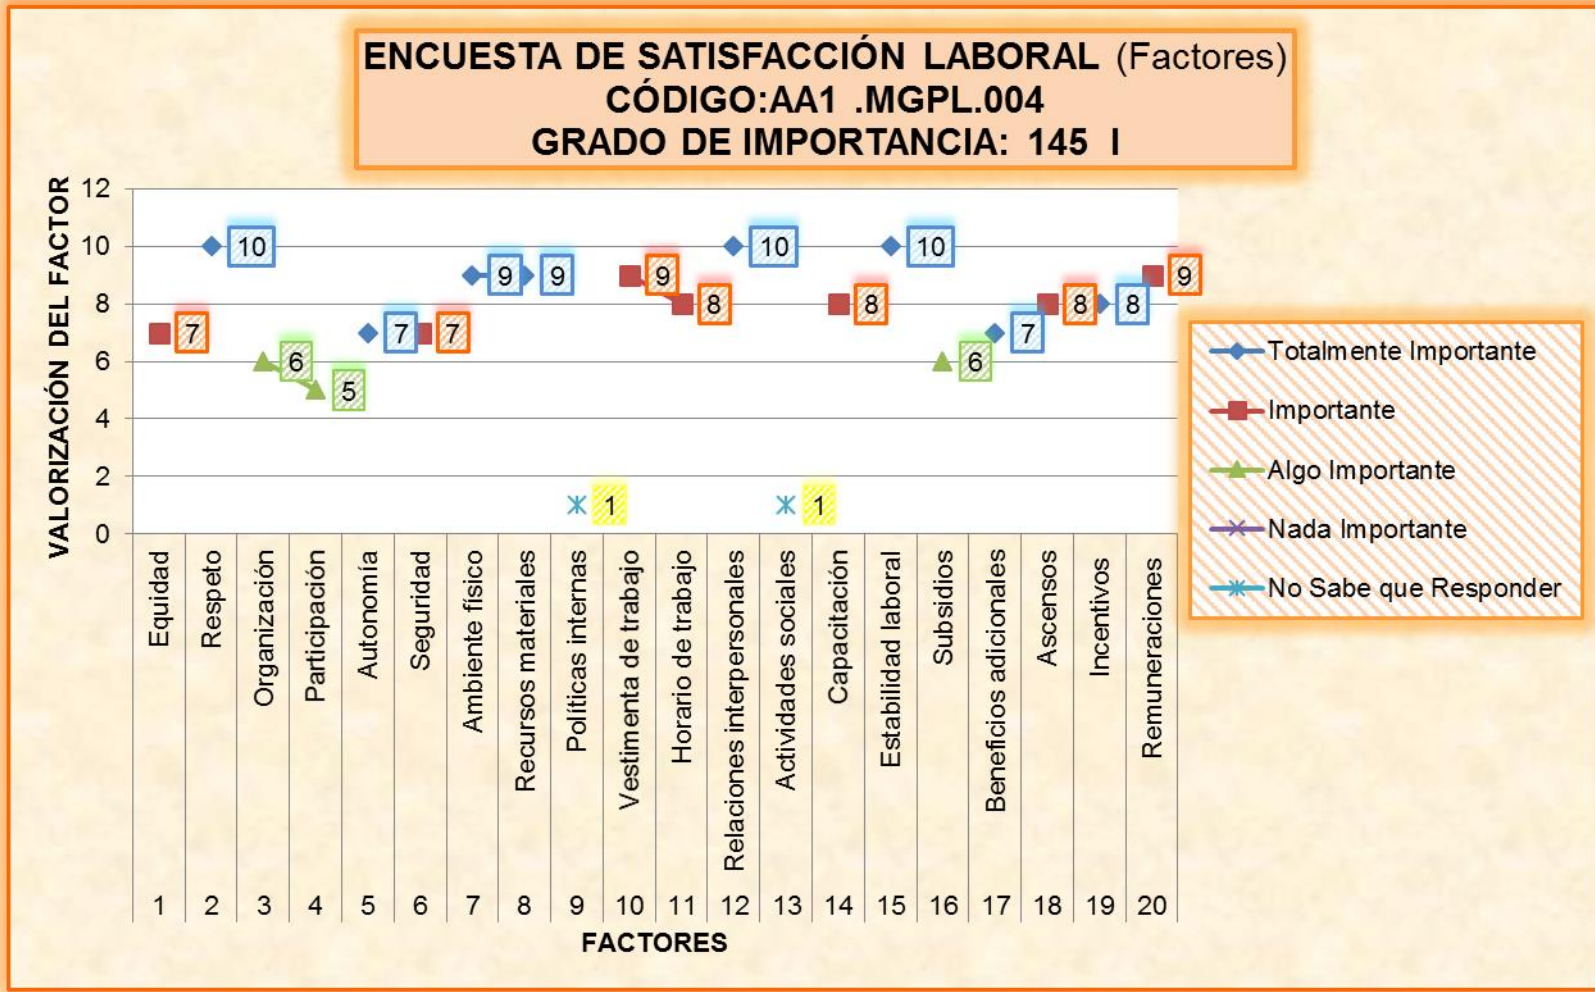 ENCUESTA DE SATISFACCIÓN LABORAL (Factores)
CÓDIGO:AA1 .MGPL.004
GRADO DE IMPORTANCIA: 145 I
VALORIZACIÓN DEL FACTOR
12
10
8
6
4
2
0
7
10
6
5
7
7
9
9
1
9
8
10
1
8
10
6
7
8
8
9
Equidad
Respeto
Organización
Participación
Autonomía
Seguridad
Ambiente físico
Recursos materiales
Políticas internas
Vestimenta de trabajo
Horario de trabajo
Relaciones interpersonales
Actividades sociales
Capacitación
Estabilidad laboral
Subsidios
Beneficios adicionales
Ascensos
Incentivos
Remuneraciones
1 2 3 4 5 6 7 8 9 10 11 12 13 14 15 16 17 18 19 20
FACTORES
Totalmente Importante
Importante
Algo Importante
Nada Importante
No Sabe que Responder